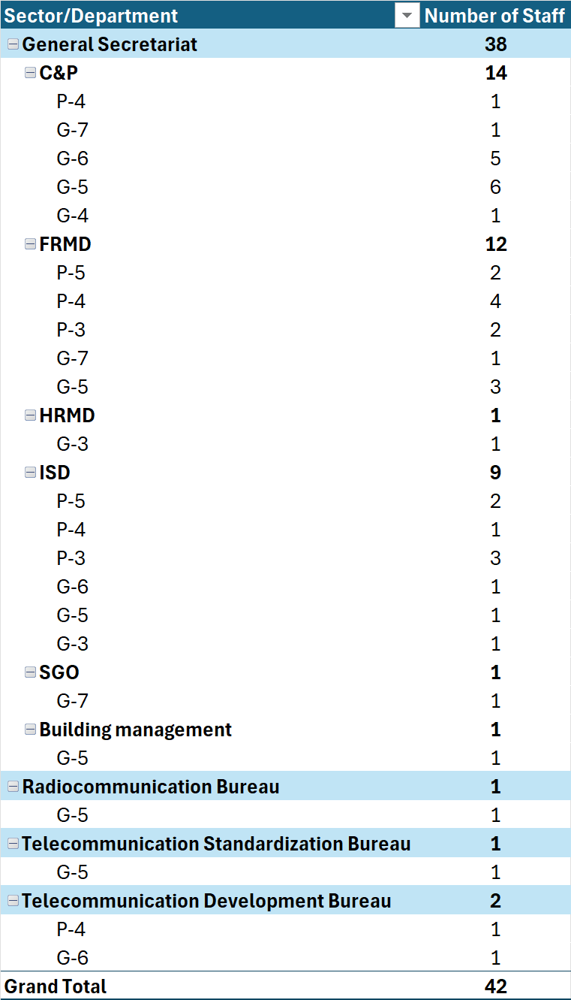 Sector/Department Number of Staff
General Secretariat 38
C&P 14
P-4 1
G-7 1
G-6 5
G-5 6
G-4 1
FRMD 12
P-5 2
P-4 4
P-3 2
G-7 1
G-5 3
HRMD 1
G-3 1
ISD 9
P-5 2
P-4 1
P-3 3
G-6 1
G-5 1
G-3 1
SGO 1
G-7 1
Building management 1
G-5 1
Radiocommunication Bureau 1
G-5 1
Telecommunication Standardization Bureau 1
G-5 1
Telecommunication Development Bureau 2
P-4 1
G-6 1
Grand Total 42